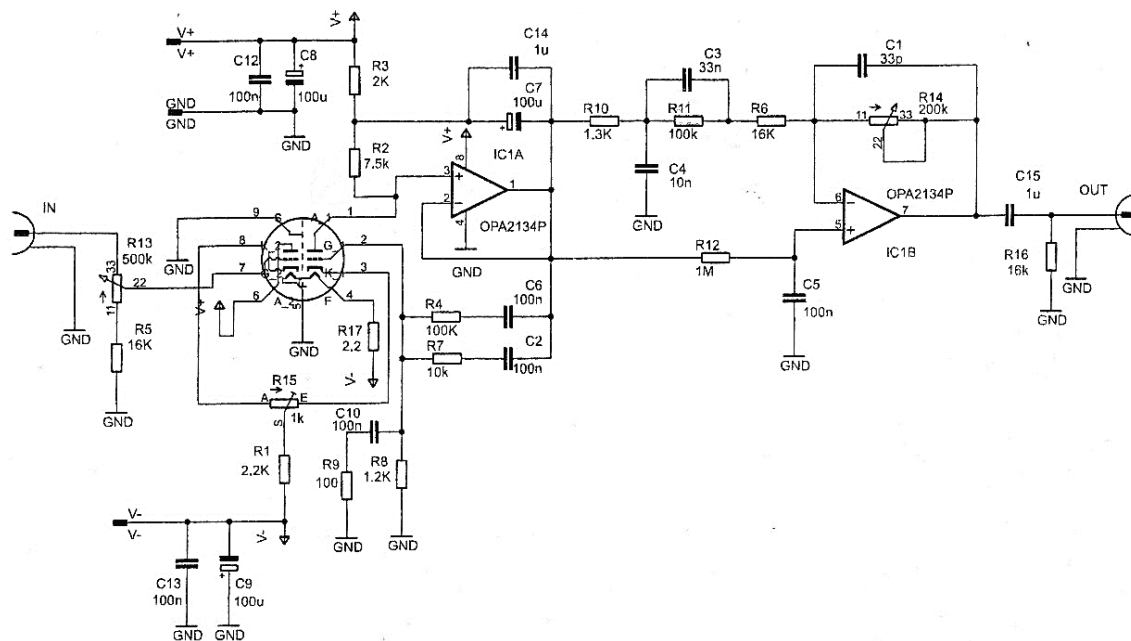 V+
V+
V+
C12
100n
C8
+
100u
GND
GND
GND
R3
2K
R2
7.5k
C14
1u
C7
100u
+
V+
8
IC1A
3
+
2
-
1
4
OPA2134P
GND
R10
1.3K
C3
33n
R11
100k
C4
10n
GND
R6
16K
C1
33p
R14
200k
11
33
22
6
-
5
+
7
OPA2134P
IC1B
C15
1u
OUT
R16
16k
GND
GND
R12
1M
C5
100n
GND
IN
GND
R13
500k
33
22
11
R5
16K
GND
9
GND
8
7
6
V+
A_2
S
1
2
G_
3
K_
4
F
5
GND
R17
2,2
V-
R4
100K
C6
100n
R7
10k
C2
100n
R15
A
E
S
1k
R1
2,2K
V-
C10
100n
R9
100
GND
R8
1.2K
GND
V-
V-
C13
100n
GND
C9
+
100u
GND